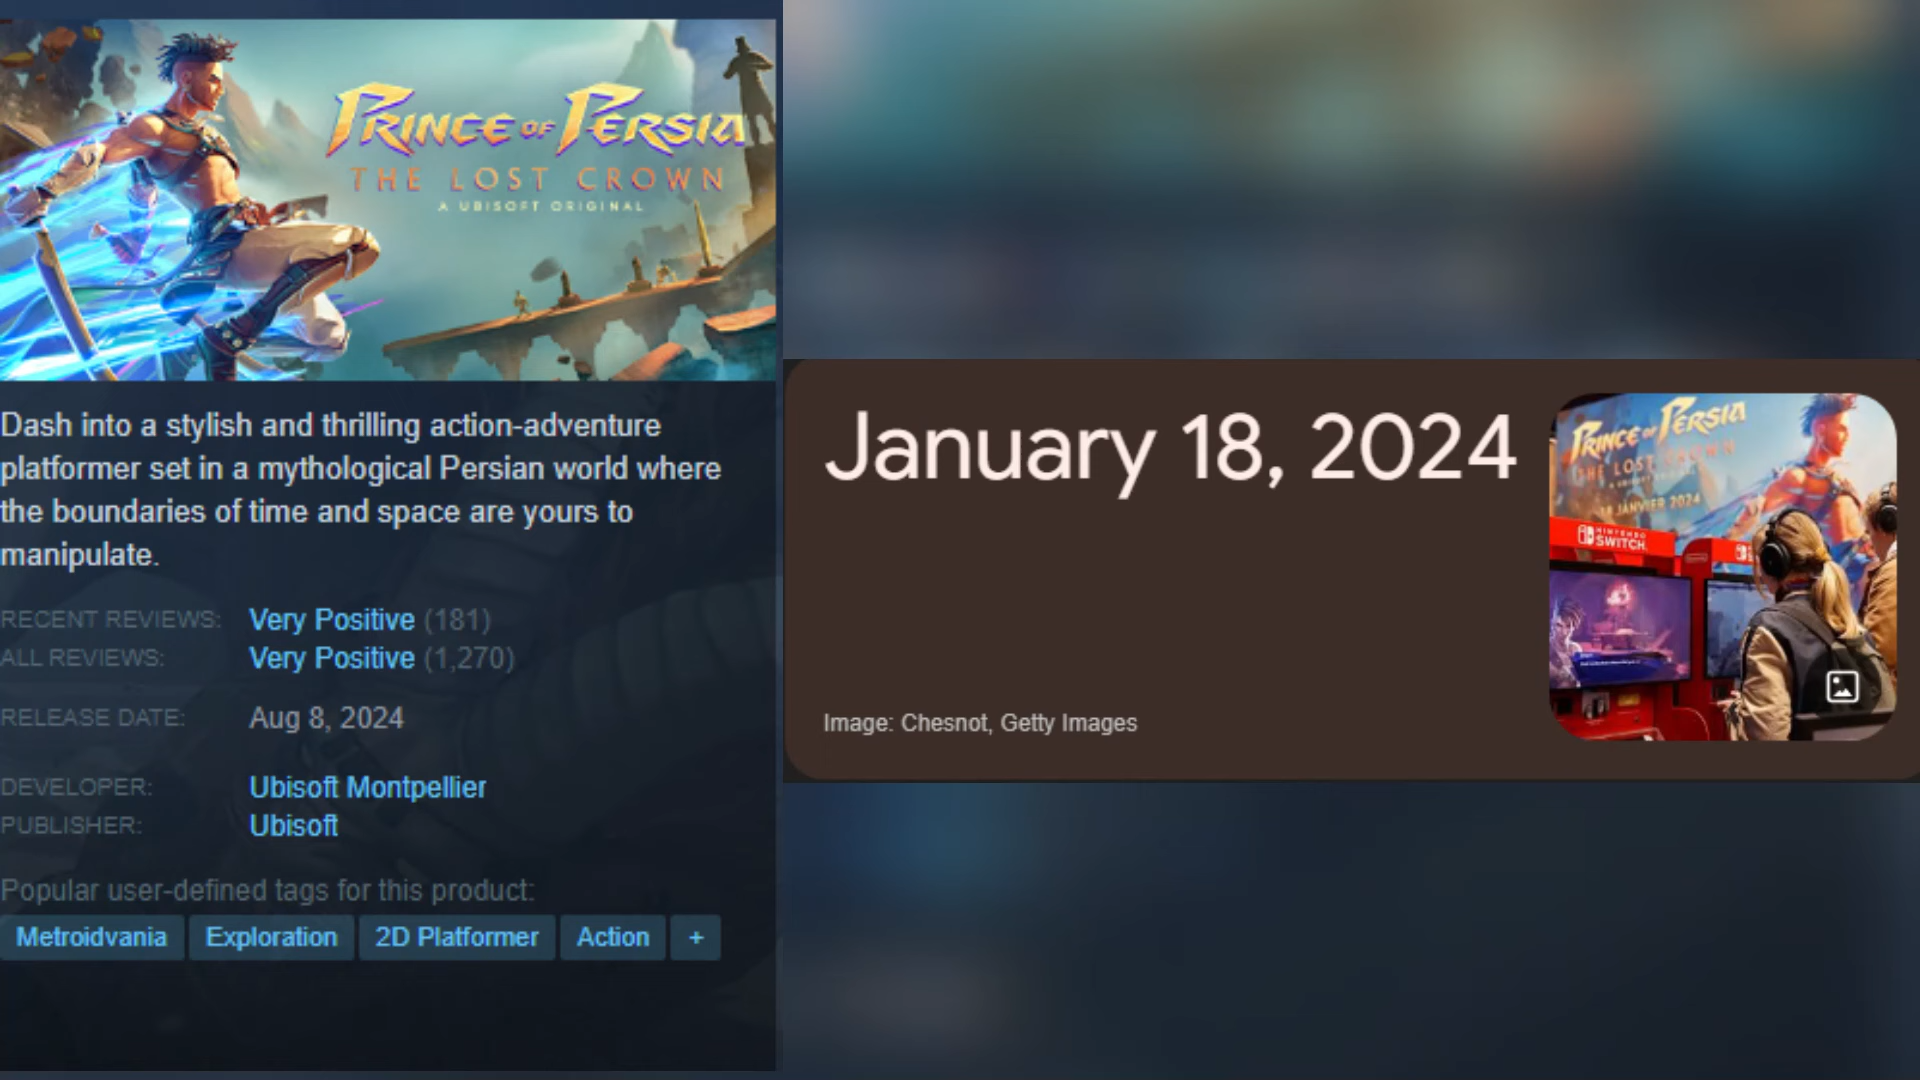 PRINCE OF PERSIA
THE LOST CROWN
A UBISOFT ORIGINAL
Dash into a stylish and thrilling action-adventure
platformer set in a mythological Persian world where
the boundaries of time and space are yours to
manipulate.
RECENT REVIEWS: Very Positive (181)
ALL REVIEWS: Very Positive (1,270)
RELEASE DATE: Aug 8, 2024
DEVELOPER: Ubisoft Montpellier
PUBLISHER: Ubisoft
Popular user-defined tags for this product:
Metroidvania Exploration 2D Platformer Action +
January 18, 2024
Image: Chesnot, Getty Images
PRINCE OF PERSIA
THE LOST CROWN
18 JANVIER 2024
NINTENDO
SWITCH